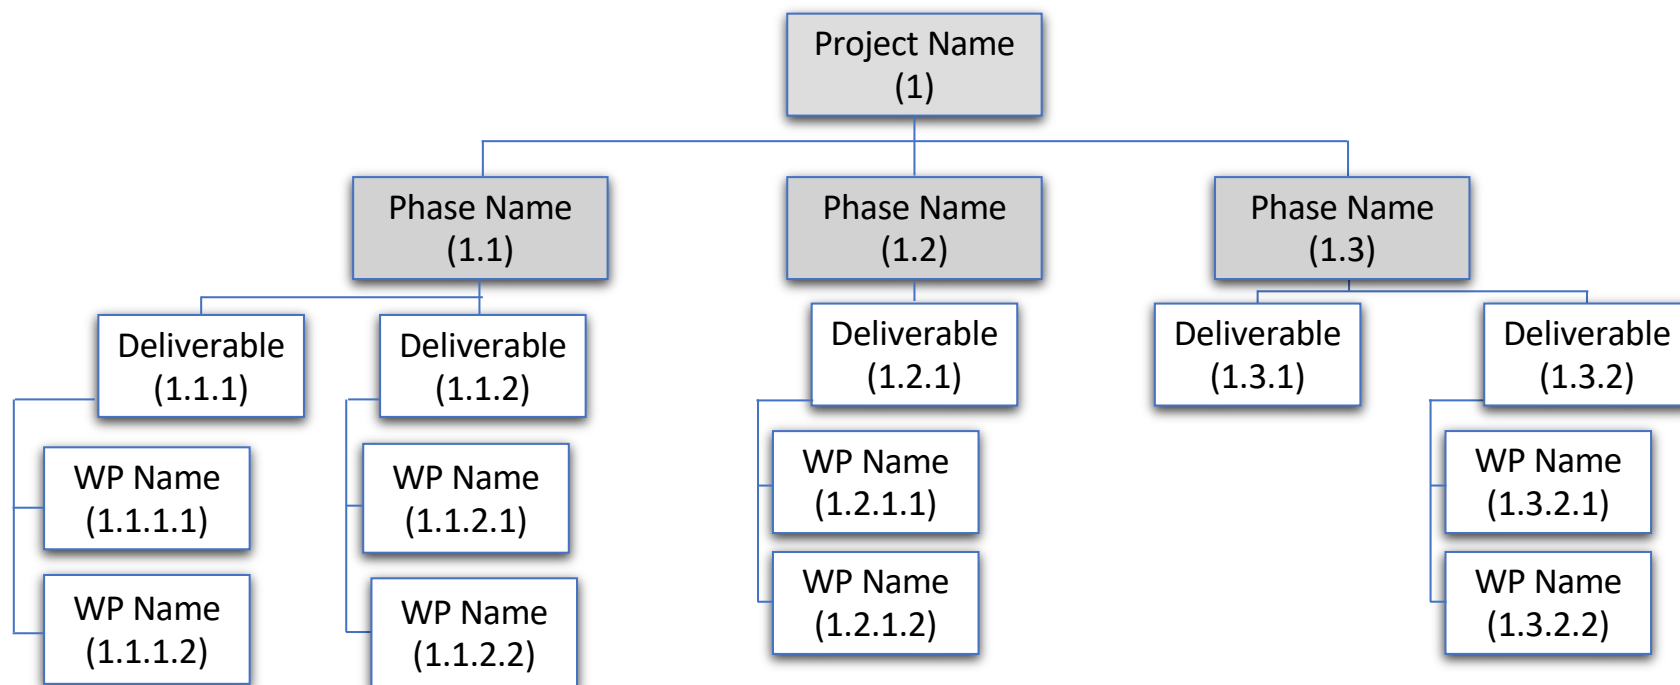 Project Name
(1)
Phase Name
(1.1)
Phase Name
(1.2)
Phase Name
(1.3)
Deliverable
(1.1.1)
Deliverable
(1.1.2)
Deliverable
(1.2.1)
Deliverable
(1.3.1)
Deliverable
(1.3.2)
WP Name
(1.1.1.1)
WP Name
(1.1.2.1)
WP Name
(1.2.1.1)
WP Name
(1.3.2.1)
WP Name
(1.1.1.2)
WP Name
(1.1.2.2)
WP Name
(1.2.1.2)
WP Name
(1.3.2.2)